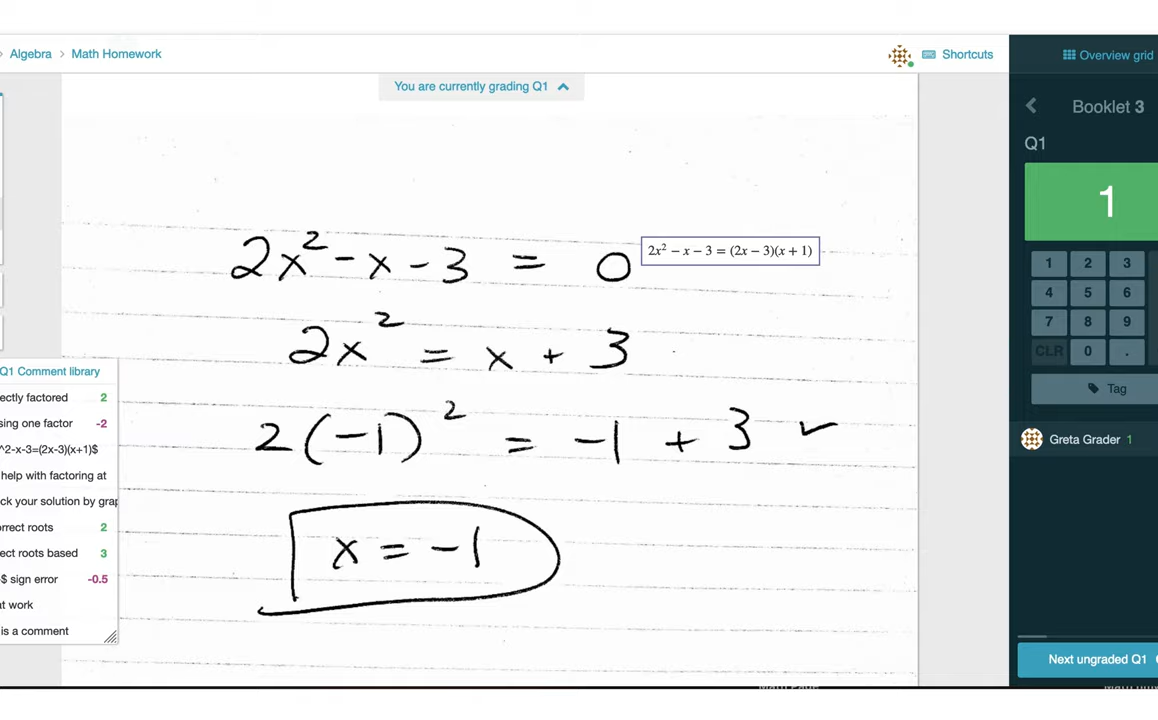 Algebra > Math Homework
Shortcuts
Overview grid
You are currently grading Q1
Booklet 3
Q1
1
2x² - x - 3 = 0
2x² − x − 3 = (2x − 3)(x + 1)
2x² = x + 3
2(-1)² = -1 + 3 ✓
x = -1
1 2 3
4 5 6
7 8 9
CLR 0 .
Tag
Greta Grader 1
Next ungraded Q1
Q1 Comment library
ectly factored 2
sing one factor -2
^2-x-3=(2x-3)(x+1)$
help with factoring at
ck your solution by grap
rrect roots 2
ect roots based 3
$ sign error -0.5
at work
is a comment